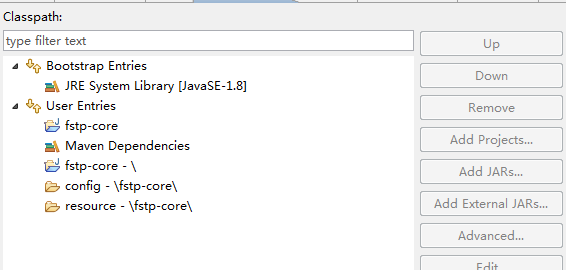 Classpath:
type filter text
Bootstrap Entries
JRE System Library [JavaSE-1.8]
User Entries
fstp-core
Maven Dependencies
fstp-core - \
config - \fstp-core\
resource - \fstp-core\
Up
Down
Remove
Add Projects...
Add JARs...
Add External JARs...
Advanced...
Edit...